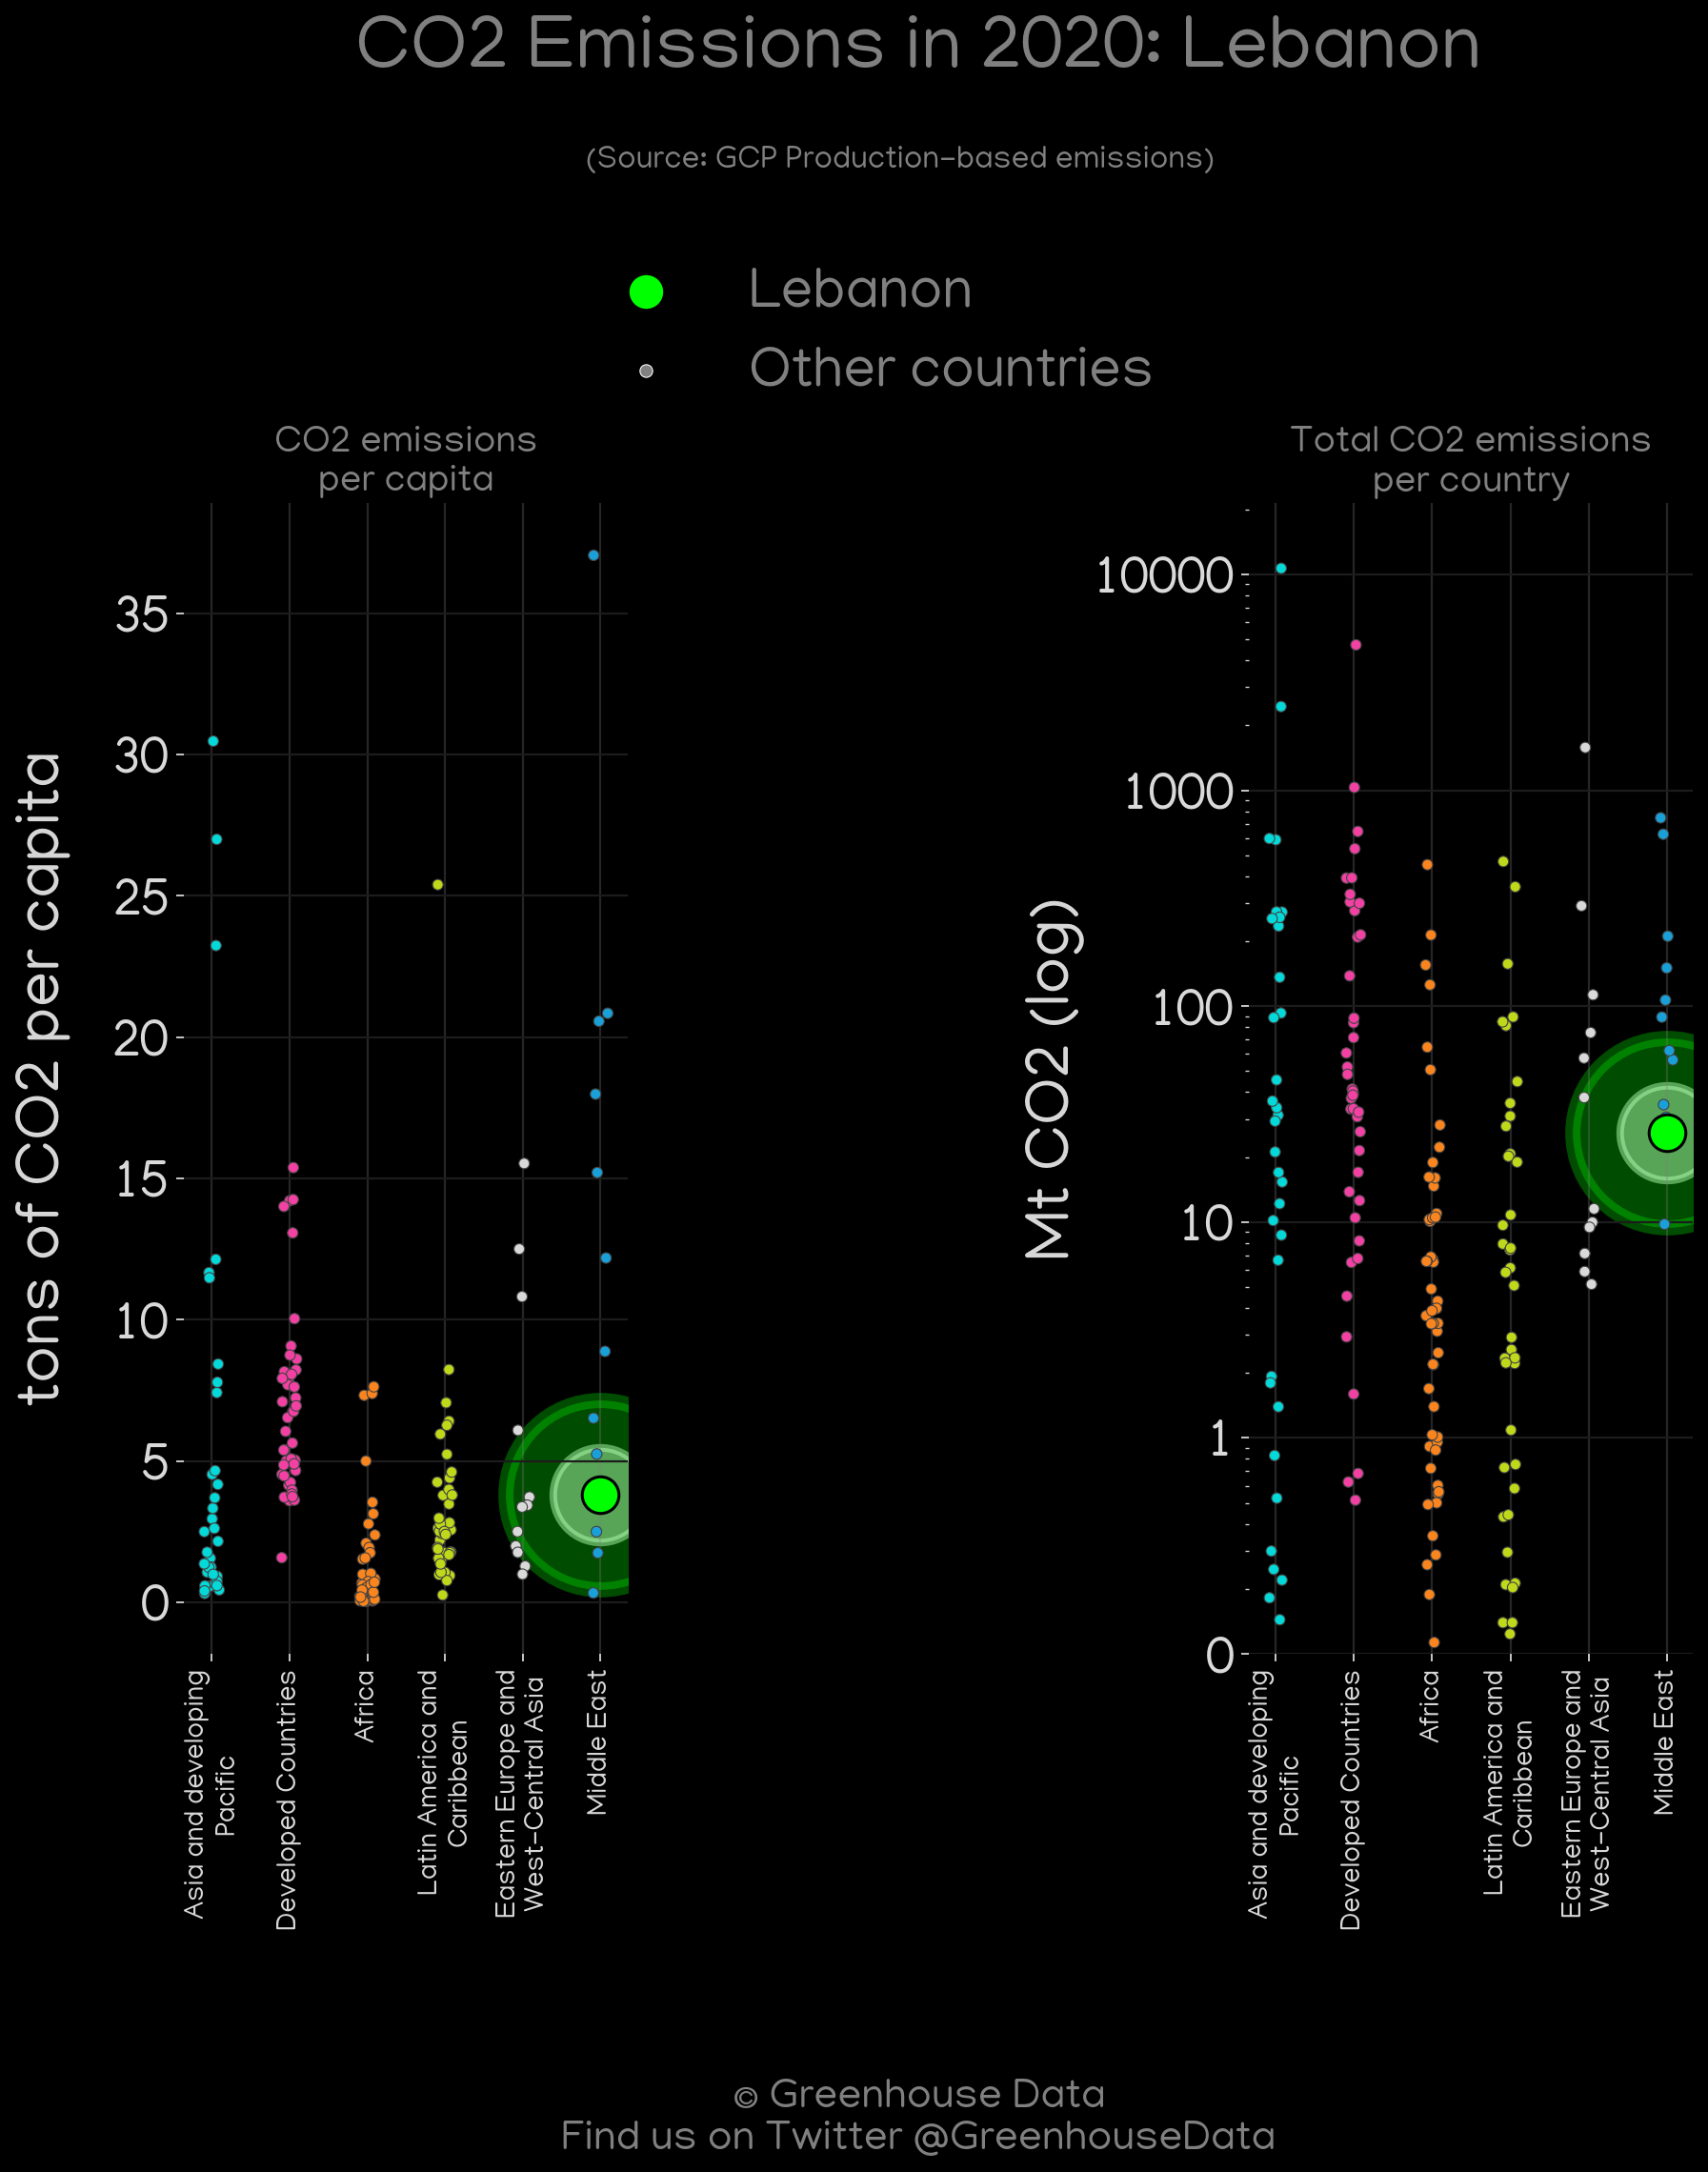 CO2 Emissions in 2020: Lebanon
(Source: GCP Production-based emissions)
Lebanon
Other countries
CO2 emissions
per capita
tons of CO2 per capita
35
30
25
20
15
10
5
0
Asia and developing
Pacific
Developed Countries
Africa
Latin America and
Caribbean
Eastern Europe and
West-Central Asia
Middle East
Total CO2 emissions
per country
Mt CO2 (log)
10000
1000
100
10
1
0
Asia and developing
Pacific
Developed Countries
Africa
Latin America and
Caribbean
Eastern Europe and
West-Central Asia
Middle East
© Greenhouse Data
Find us on Twitter @GreenhouseData